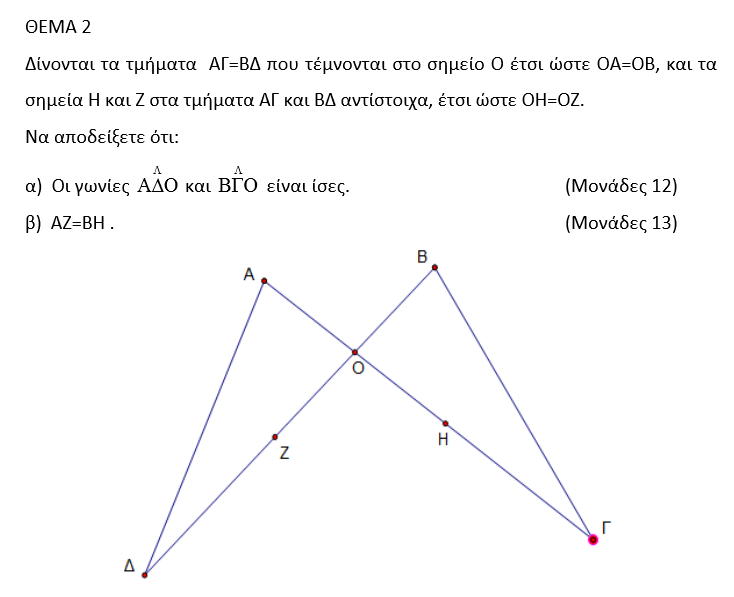 ΘΕΜΑ 2
Δίνονται τα τμήματα ΑΓ=ΒΔ που τέμνονται στο σημείο Ο έτσι ώστε ΟΑ=ΟΒ, και τα
σημεία Η και Ζ στα τμήματα ΑΓ και ΒΔ αντίστοιχα, έτσι ώστε ΟΗ=ΟΖ.
Να αποδείξετε ότι:
α) Οι γωνίες ΑΔ̂Ο και ΒΓ̂Ο είναι ίσες. (Μονάδες 12)
β) ΑΖ=ΒΗ . (Μονάδες 13)
Β
Α
Ο
Η
Ζ
Γ
Δ